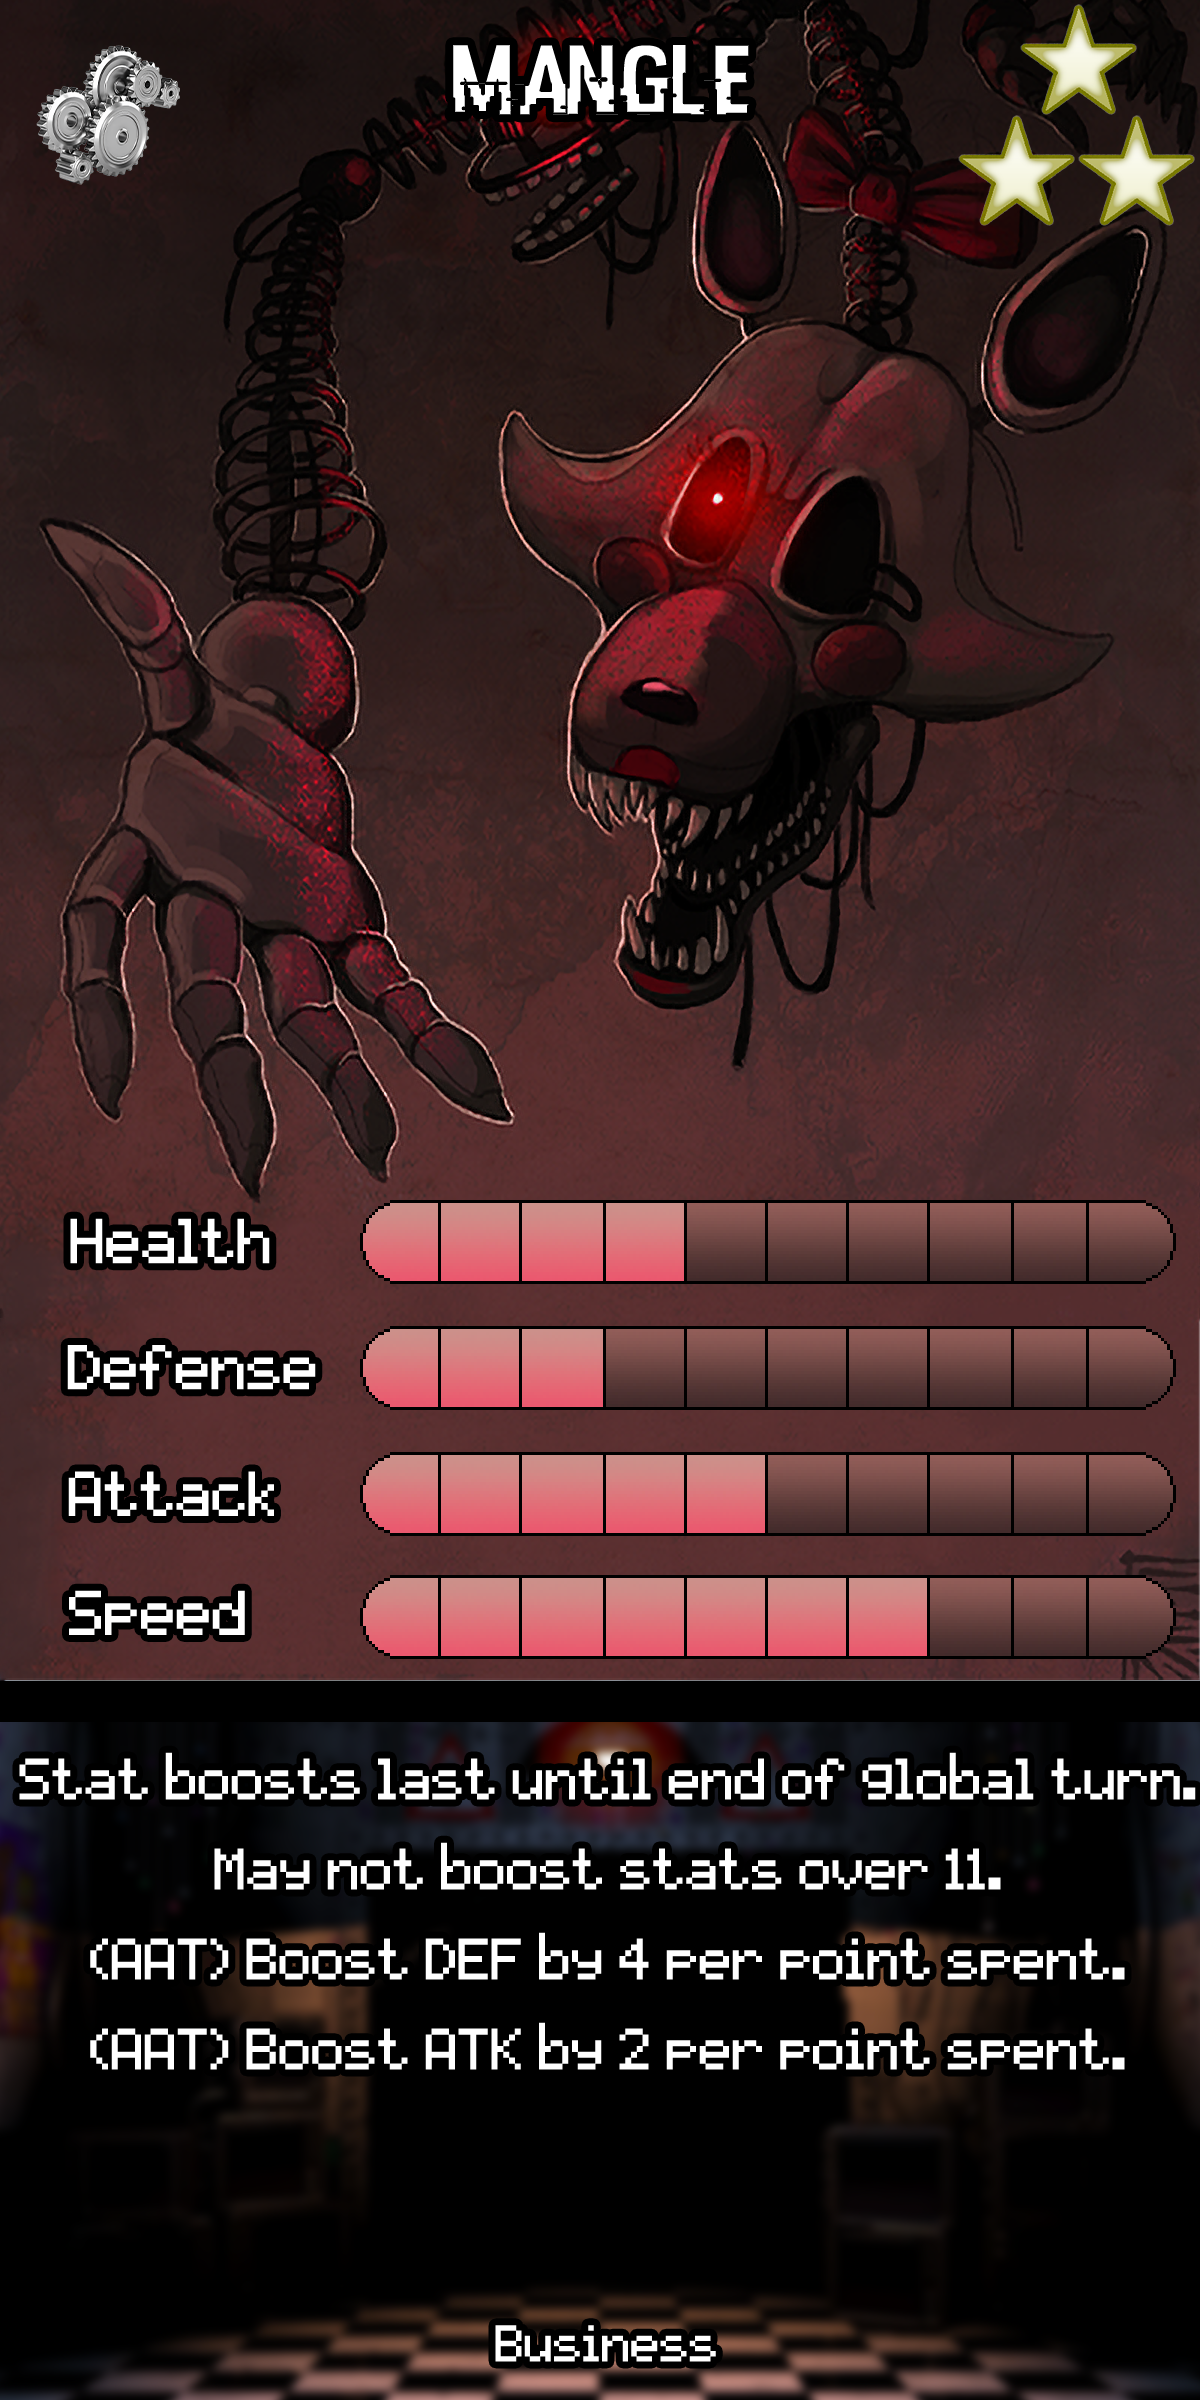 MANGLE
Health
Defense
Attack
Speed
Stat boosts last until end of global turn.
May not boost stats over 11.
(AAT) Boost DEF by 4 per point spent.
(AAT) Boost ATK by 2 per point spent.
Business